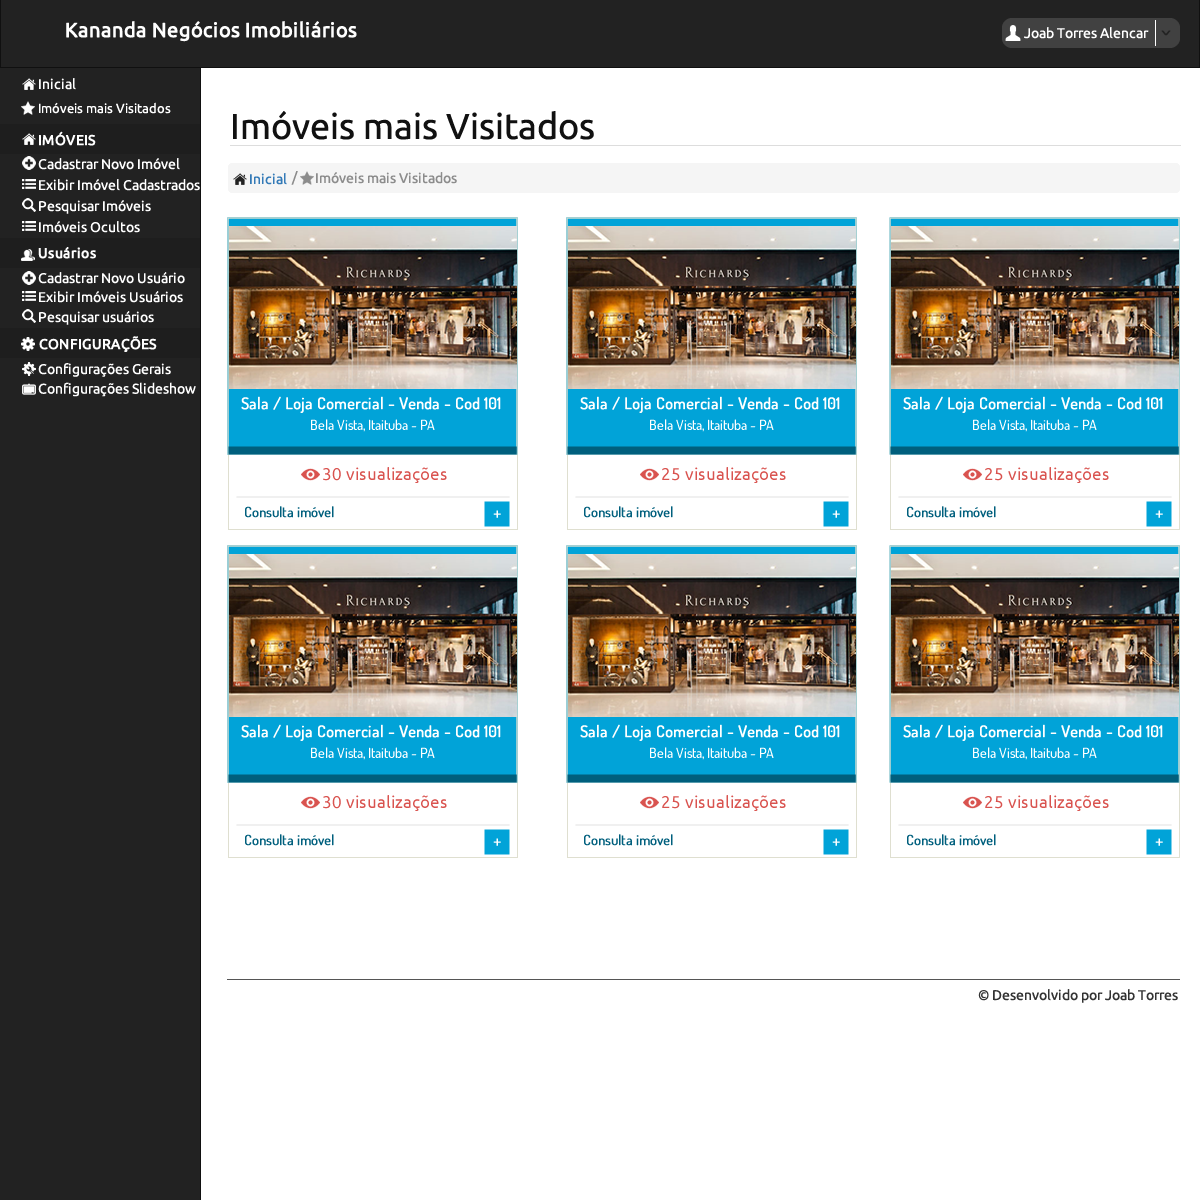 Kananda Negócios Imobiliários
Joab Torres Alencar
Inicial
Imóveis mais Visitados
IMÓVEIS
Cadastrar Novo Imóvel
Exibir Imóvel Cadastrados
Pesquisar Imóveis
Imóveis Ocultos
Usuários
Cadastrar Novo Usuário
Exibir Imóveis Usuários
Pesquisar usuários
CONFIGURAÇÕES
Configurações Gerais
Configurações Slideshow
Imóveis mais Visitados
Inicial / Imóveis mais Visitados
RICHARDS
Sala / Loja Comercial - Venda - Cod 101
Bela Vista, Itaituba - PA
30 visualizações
Consulta imóvel +
RICHARDS
Sala / Loja Comercial - Venda - Cod 101
Bela Vista, Itaituba - PA
25 visualizações
Consulta imóvel +
RICHARDS
Sala / Loja Comercial - Venda - Cod 101
Bela Vista, Itaituba - PA
25 visualizações
Consulta imóvel +
RICHARDS
Sala / Loja Comercial - Venda - Cod 101
Bela Vista, Itaituba - PA
30 visualizações
Consulta imóvel +
RICHARDS
Sala / Loja Comercial - Venda - Cod 101
Bela Vista, Itaituba - PA
25 visualizações
Consulta imóvel +
RICHARDS
Sala / Loja Comercial - Venda - Cod 101
Bela Vista, Itaituba - PA
25 visualizações
Consulta imóvel +
© Desenvolvido por Joab Torres